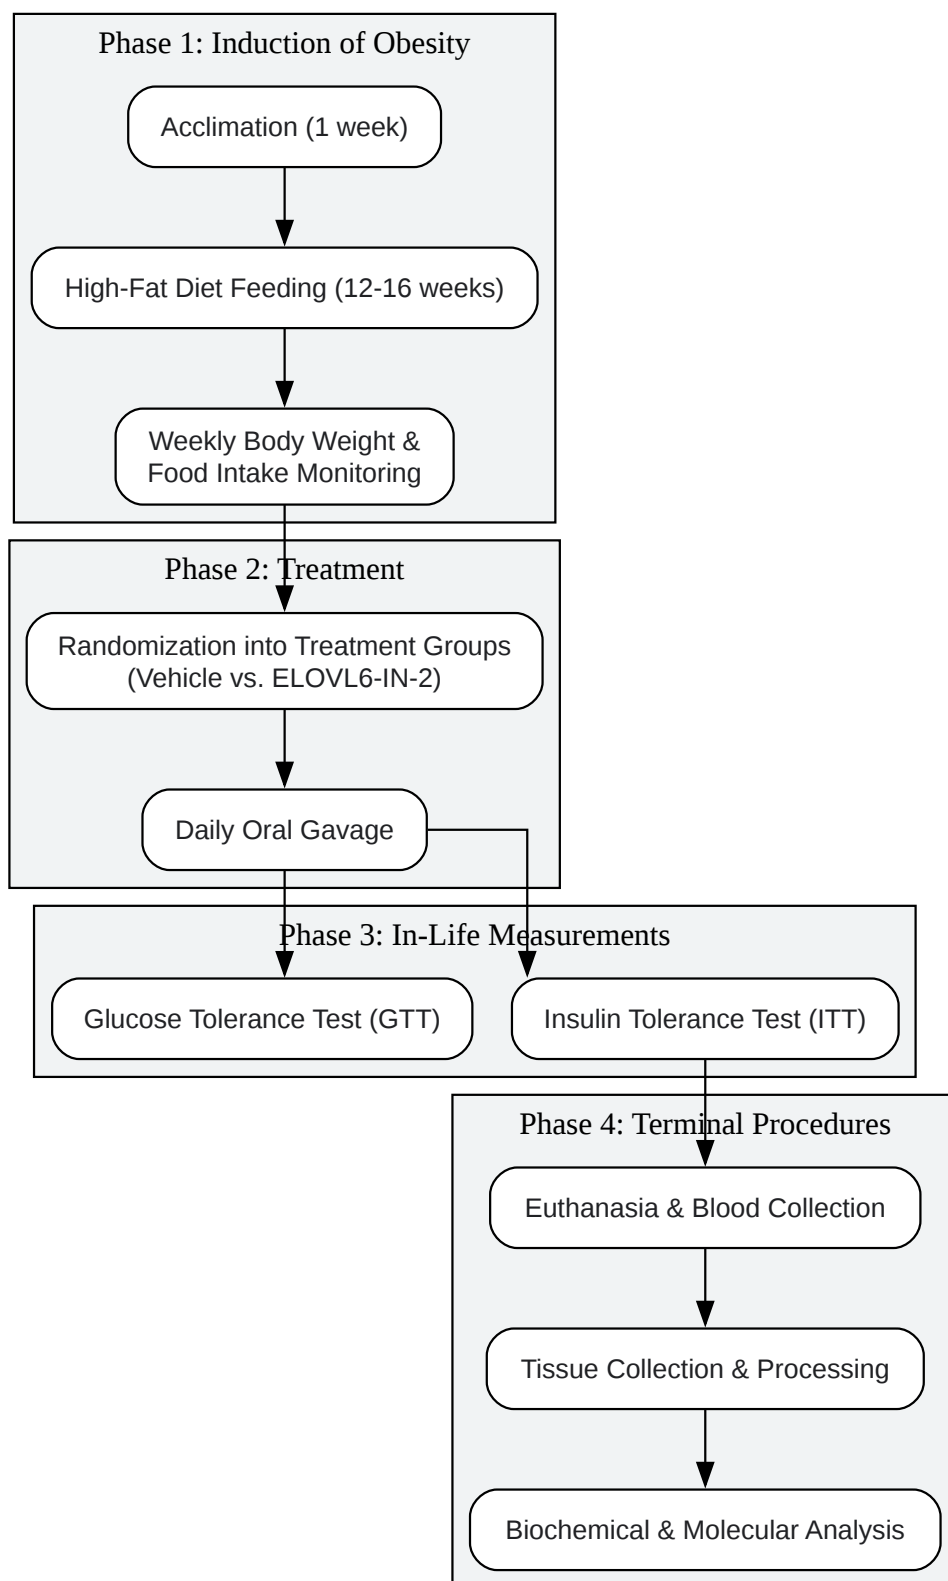 Phase 1: Induction of Obesity
Acclimation (1 week)
High-Fat Diet Feeding (12-16 weeks)
Weekly Body Weight &
Food Intake Monitoring
Phase 2: Treatment
Randomization into Treatment Groups
(Vehicle vs. ELOVL6-IN-2)
Daily Oral Gavage
Phase 3: In-Life Measurements
Glucose Tolerance Test (GTT)
Insulin Tolerance Test (ITT)
Phase 4: Terminal Procedures
Euthanasia & Blood Collection
Tissue Collection & Processing
Biochemical & Molecular Analysis